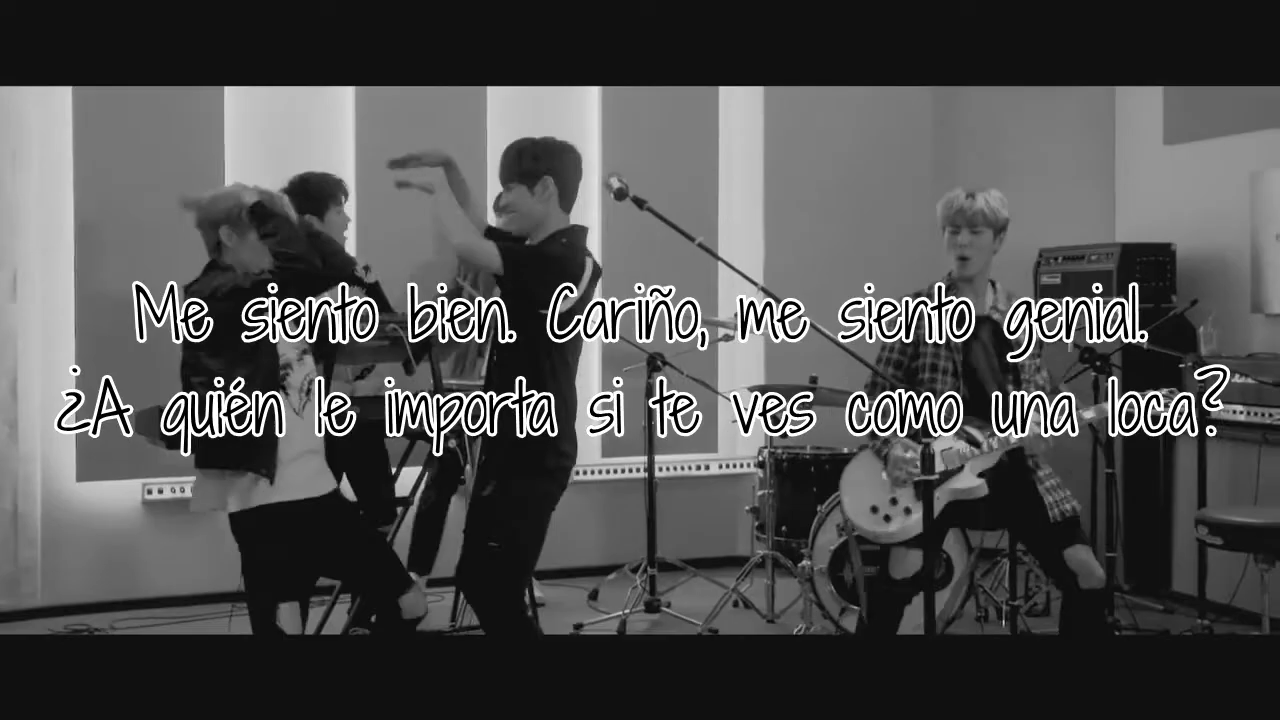 Me siento bien. Cariño, me siento genial.
¿A quién le importa si te ves como una loca?